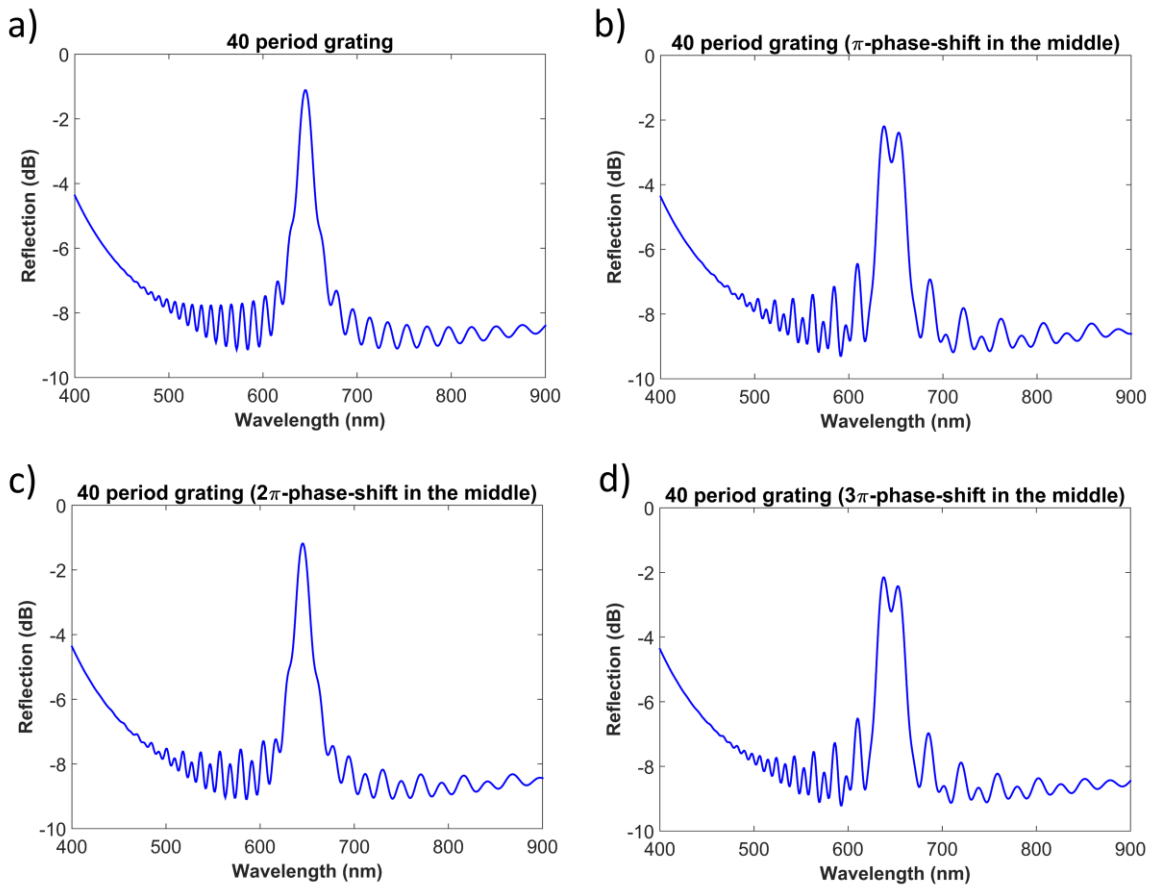 a)
40 period grating
0
-2
-4
-6
-8
-10
Reflection (dB)
400 500 600 700 800 900
Wavelength (nm)
b)
40 period grating (π-phase-shift in the middle)
0
-2
-4
-6
-8
-10
Reflection (dB)
400 500 600 700 800 900
Wavelength (nm)
c)
40 period grating (2π-phase-shift in the middle)
0
-2
-4
-6
-8
-10
Reflection (dB)
400 500 600 700 800 900
Wavelength (nm)
d)
40 period grating (3π-phase-shift in the middle)
0
-2
-4
-6
-8
-10
Reflection (dB)
400 500 600 700 800 900
Wavelength (nm)